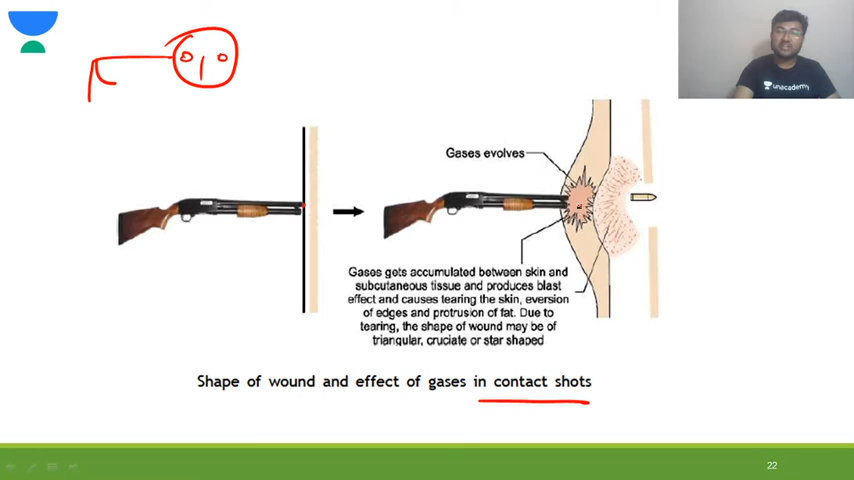 unacademy
Gases evolves
Gases gets accumulated between skin and
subcutaneous tissue and produces blast
effect and causes tearing the skin, eversion
of edges and protrusion of fat. Due to
tearing, the shape of wound may be of
triangular, cruciate or star shaped
Shape of wound and effect of gases in contact shots
22